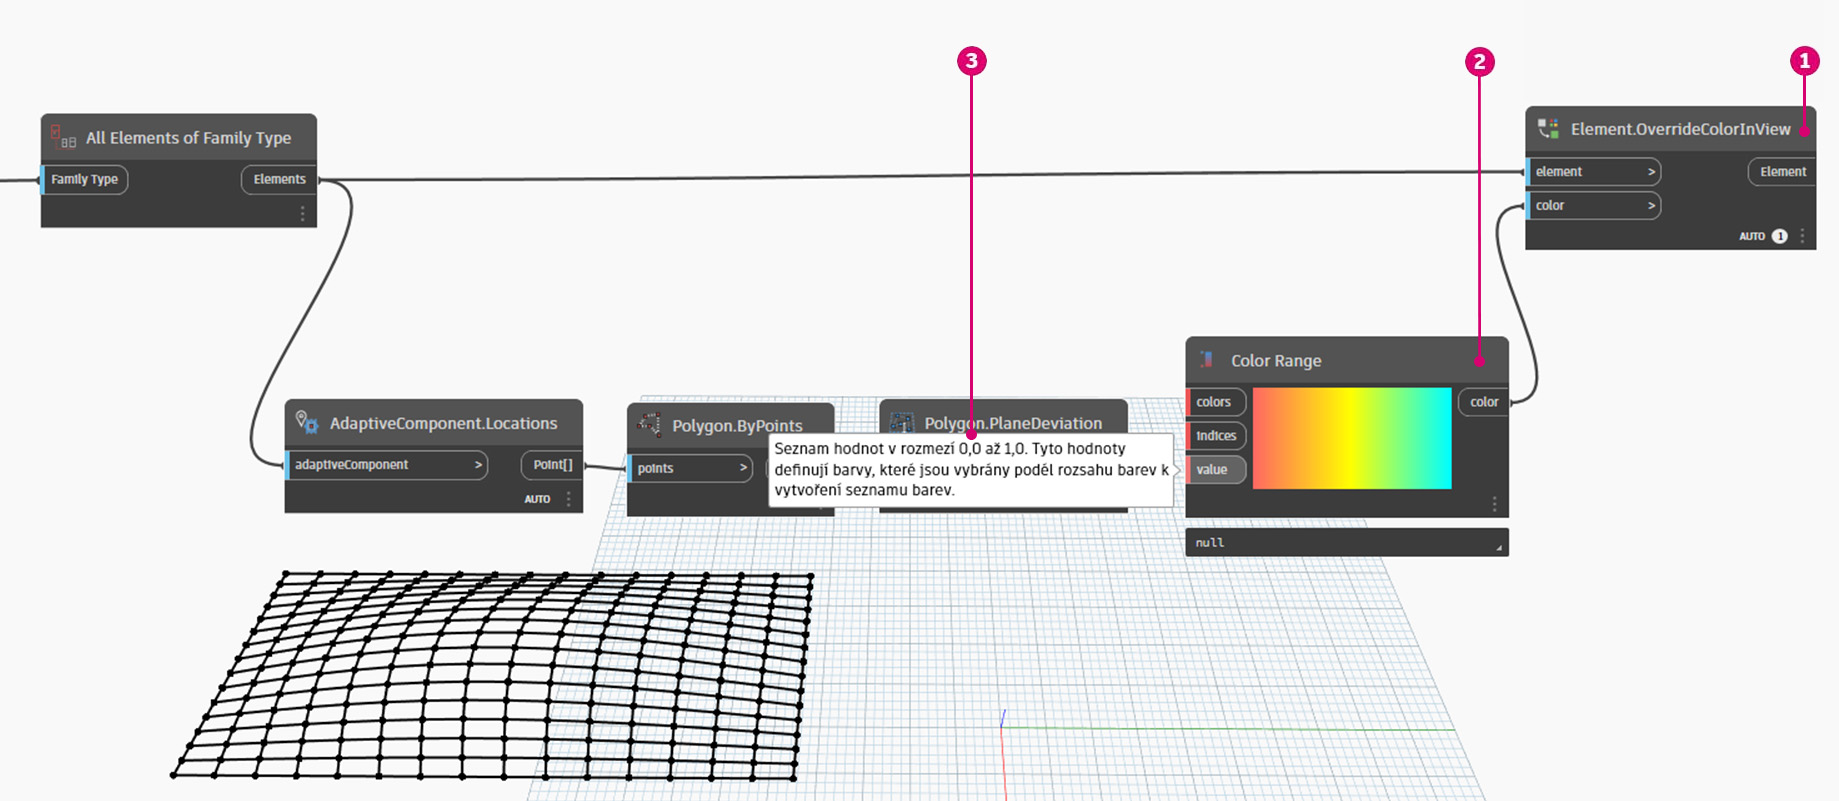 3
2
1
All Elements of Family Type
Family Type
Elements
Element.OverrideColorInView
element >
Element
color >
AUTO 1
Color Range
colors
color
indices
value
null
AdaptiveComponent.Locations
adaptiveComponent >
Point[]
AUTO
Polygon.ByPoints
points >
Polygon.PlaneDeviation
Seznam hodnot v rozmezí 0,0 až 1,0. Tyto hodnoty
definují barvy, které jsou vybrány podél rozsahu barev k
vytvoření seznamu barev.